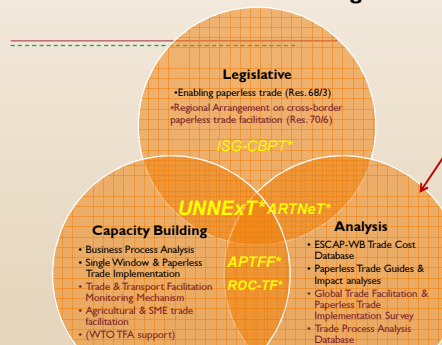 Legislative
•Enabling paperless trade (Res. 68/3)
•Regional Arrangement on cross-border
paperless trade facilitation (Res. 70/6)
ISG-CBPT*
UNNExT* ARTNeT*
Capacity Building
• Business Process Analysis
• Single Window & Paperless
Trade Implementation
• Trade & Transport Facilitation
Monitoring Mechanism
• Agricultural & SME trade
facilitation
• (WTO TFA support)
APTFF*
ROC-TF*
Analysis
• ESCAP-WB Trade Cost
Database
• Paperless Trade Guides &
Impact analyses
• Global Trade Facilitation &
Paperless Trade
Implementation Survey
• Trade Process Analysis
Database